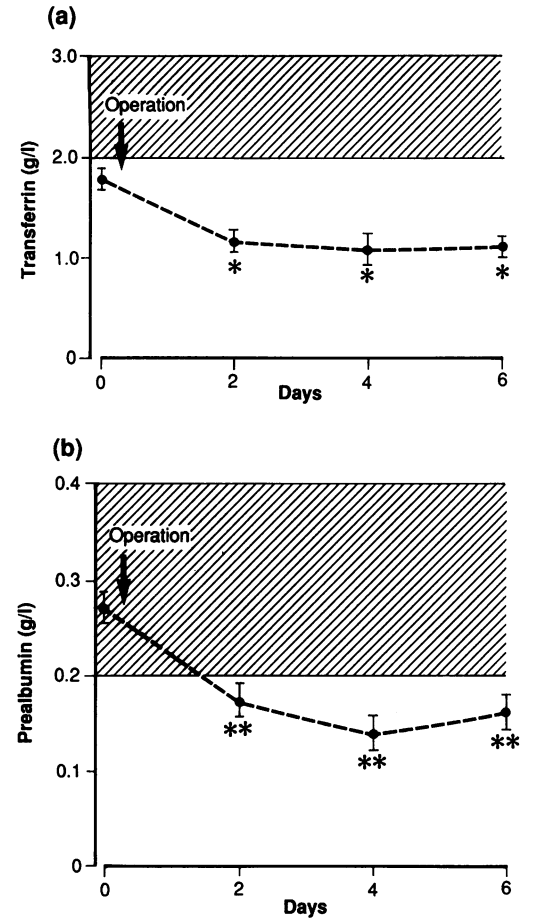 (a)
3.0
Operation
2.0
Transferrin (g/l)
1.0
* * *
0
0 2 4 6
Days
(b)
0.4
Operation
0.3
0.2
Prealbumin (g/l)
** ** **
0.1
0
0 2 4 6
Days